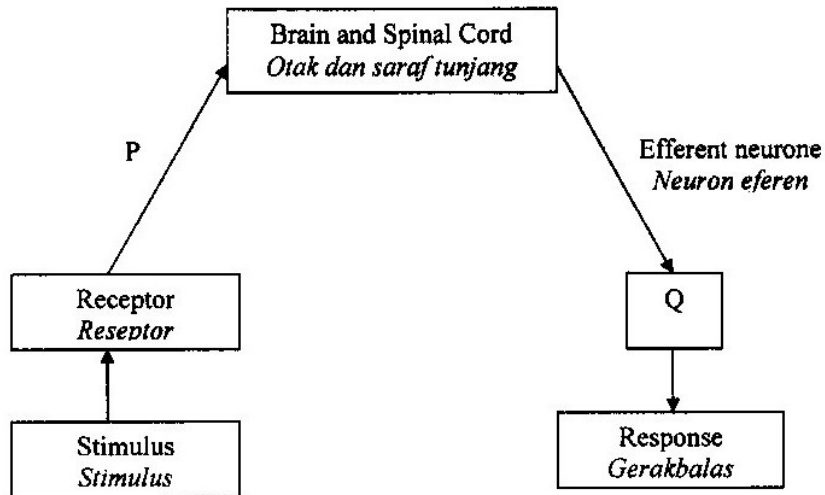 Brain and Spinal Cord
Otak dan saraf tunjang
P
Efferent neurone
Neuron eferen
Receptor
Reseptor
Q
Stimulus
Stimulus
Response
Gerakbalas